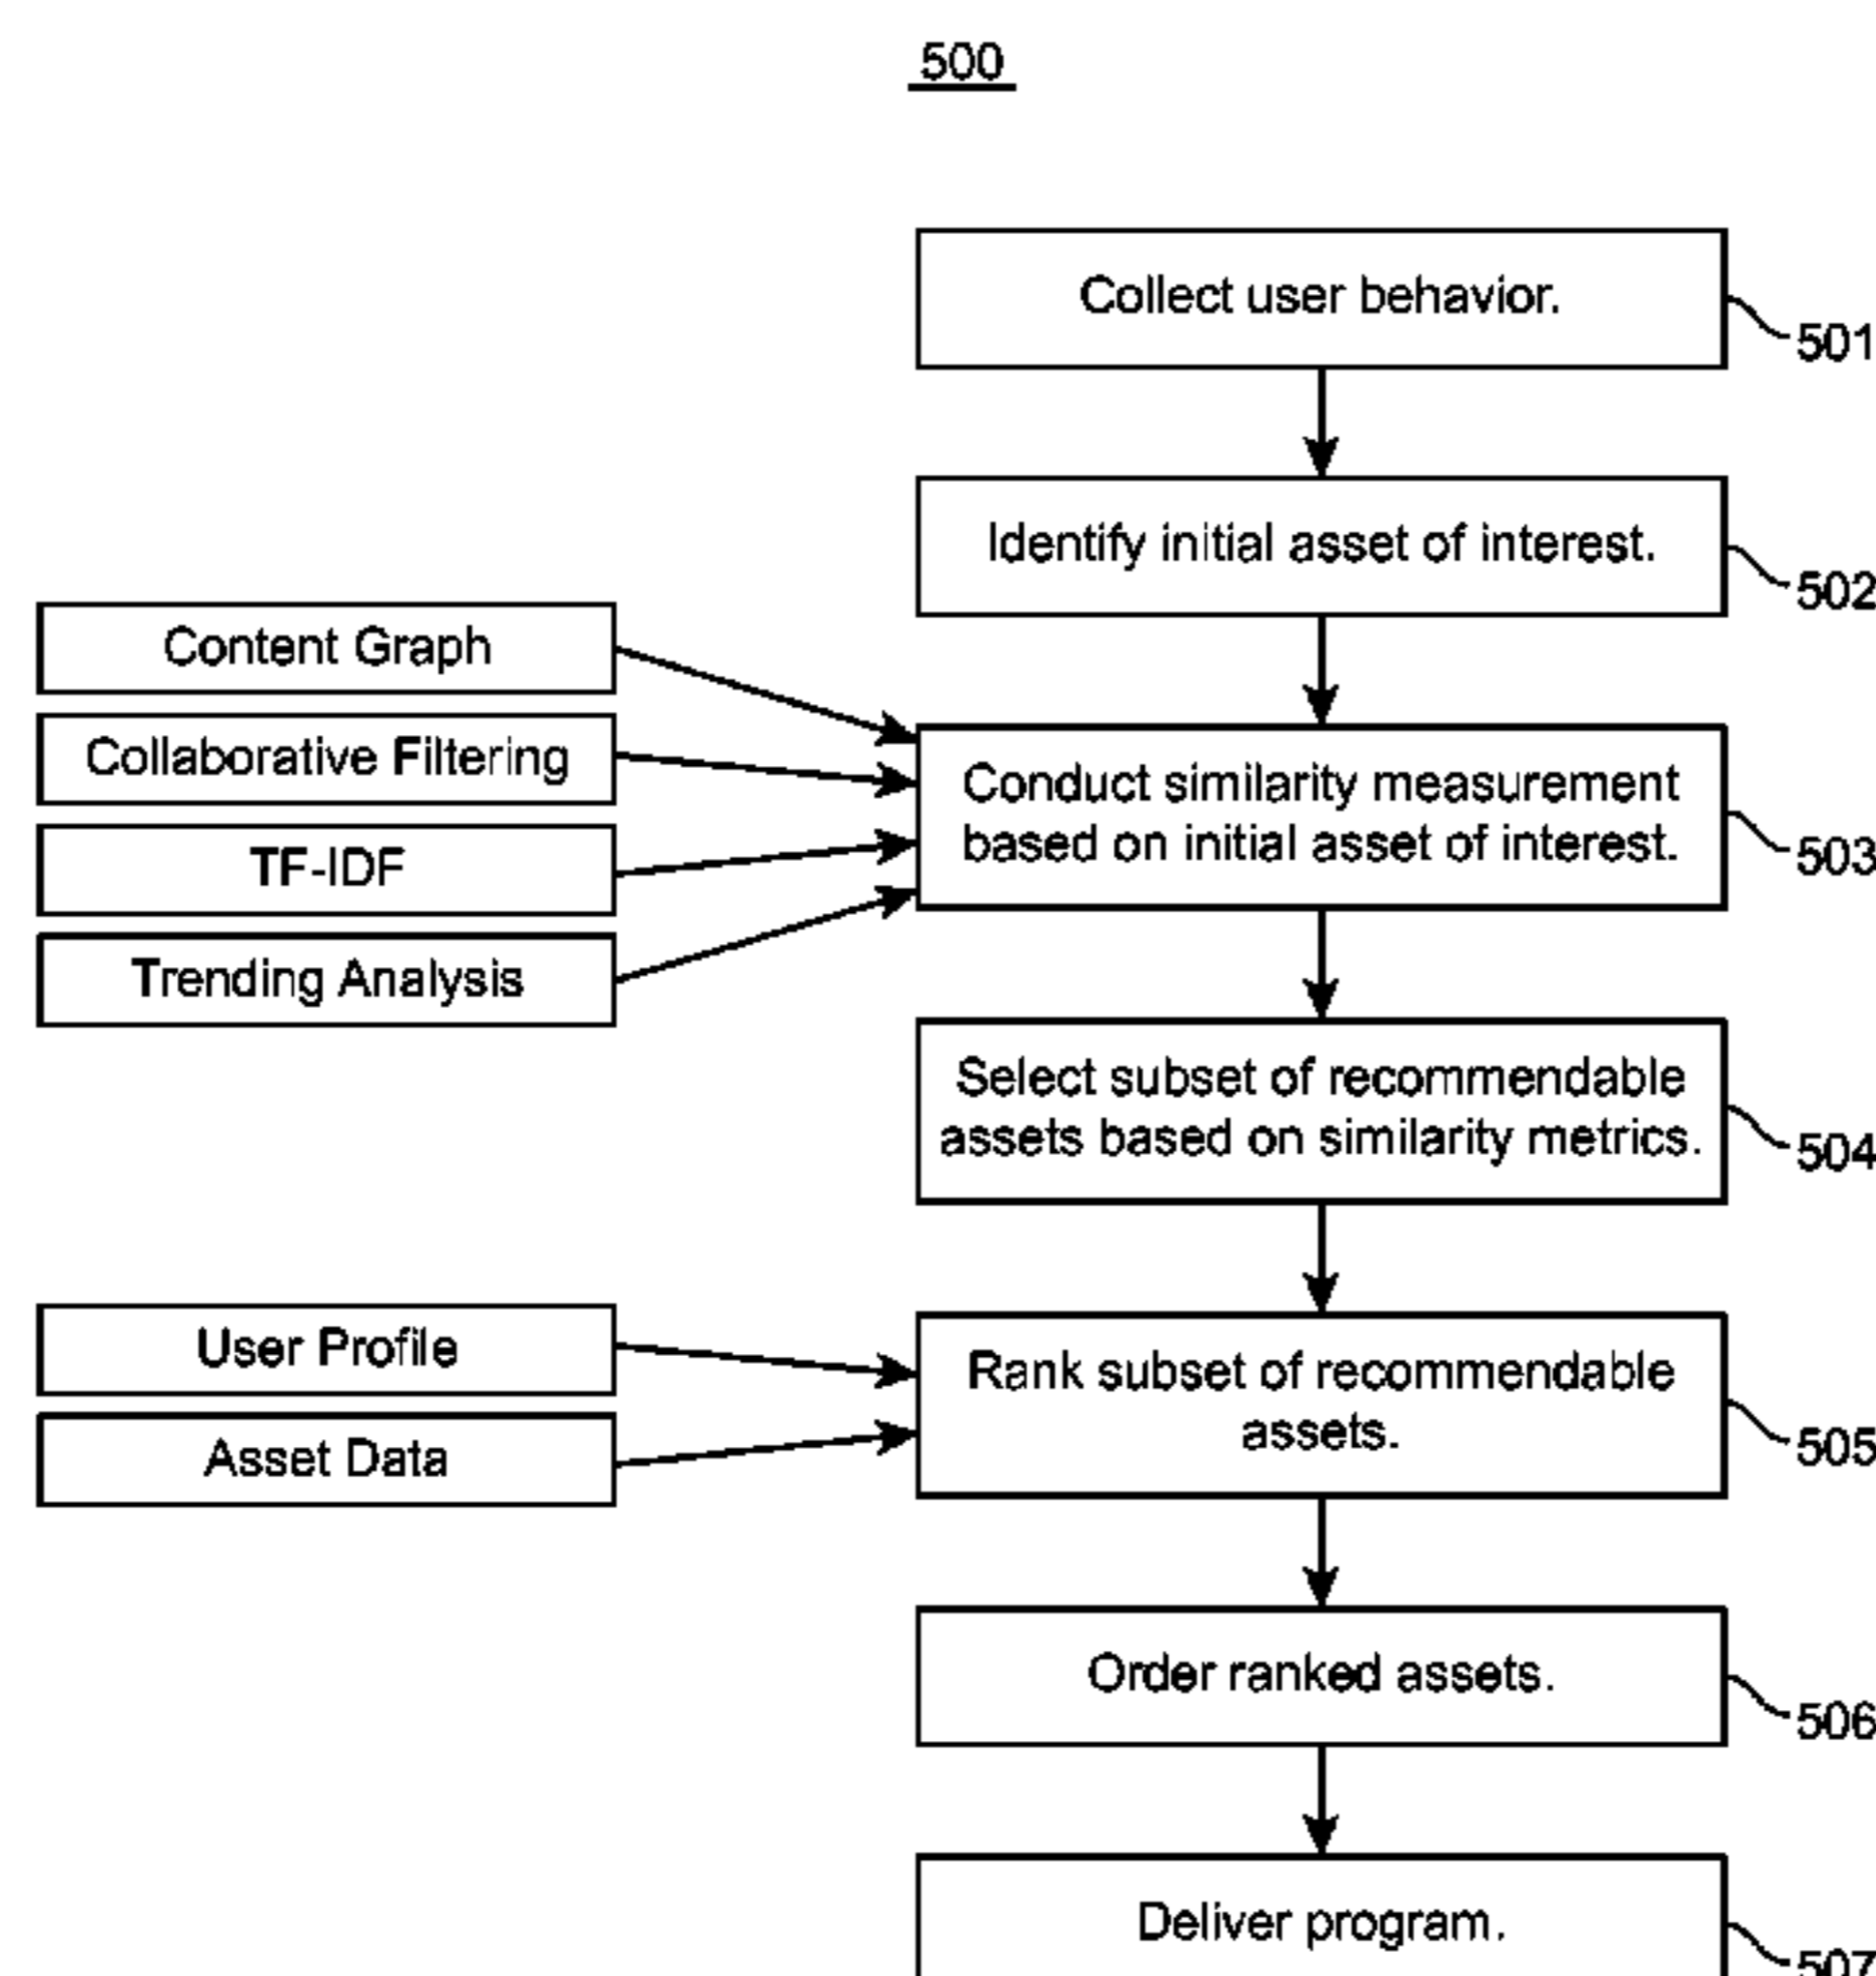 500
Collect user behavior.
501
Identify initial asset of interest.
502
Content Graph
Collaborative Filtering
TF-IDF
Trending Analysis
Conduct similarity measurement
based on initial asset of interest.
503
Select subset of recommendable
assets based on similarity metrics.
504
User Profile
Asset Data
Rank subset of recommendable
assets.
505
Order ranked assets.
506
Deliver program.
507